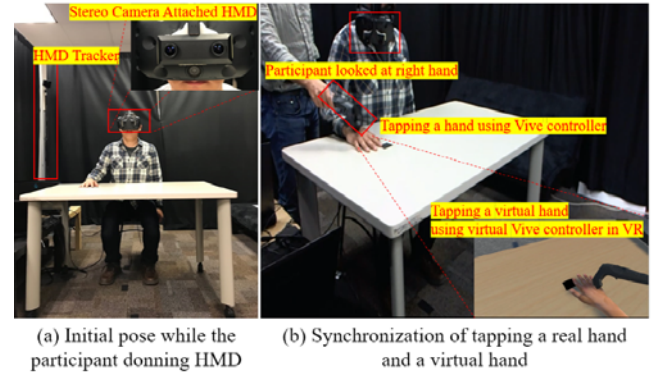 Stereo Camera Attached HMD
HMD Tracker
Participant looked at right hand
Tapping a hand using Vive controller
Tapping a virtual hand
using virtual Vive controller in VR
(a) Initial pose while the
participant donning HMD
(b) Synchronization of tapping a real hand
and a virtual hand